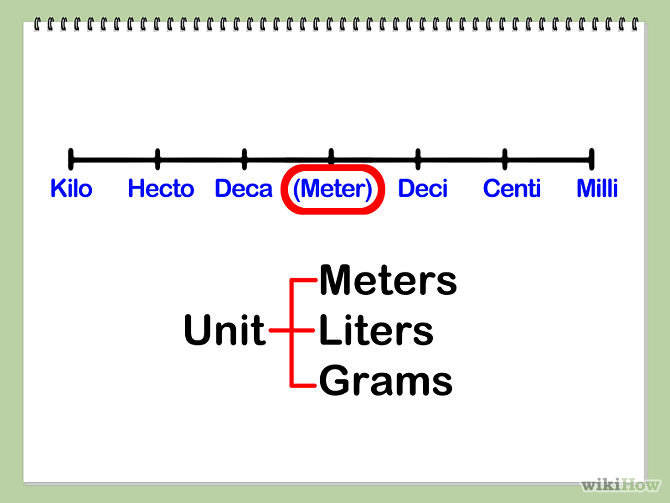 Kilo Hecto Deca (Meter) Deci Centi Milli
Meters
Unit Liters
Grams
wikiHow